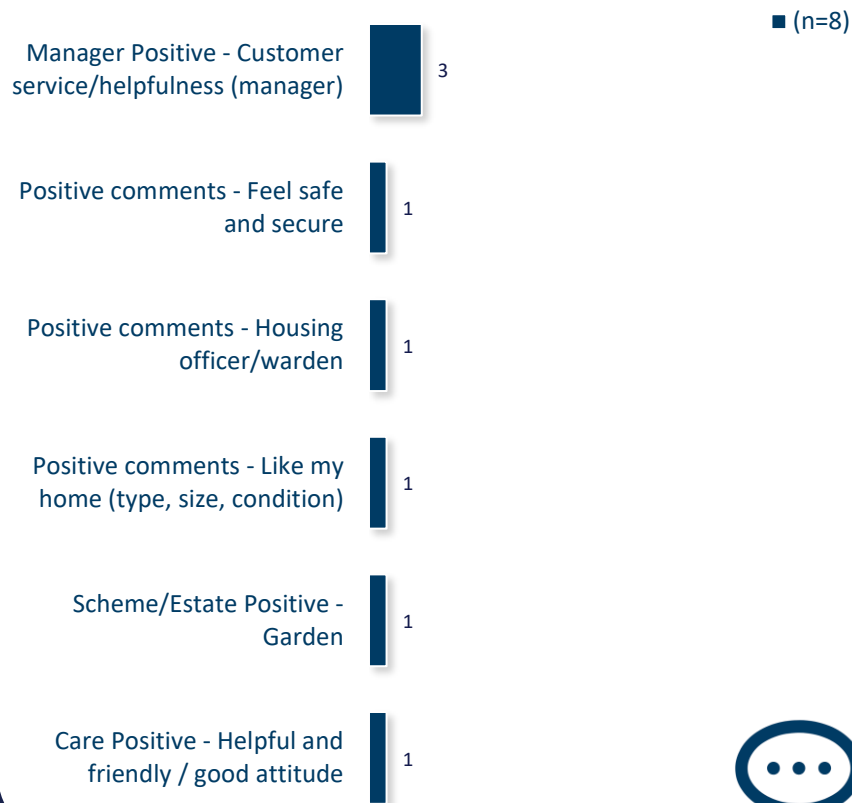 ■ (n=8)
Manager Positive - Customer
service/helpfulness (manager)
3
Positive comments - Feel safe
and secure
1
Positive comments - Housing
officer/warden
1
Positive comments - Like my
home (type, size, condition)
1
Scheme/Estate Positive -
Garden
1
Care Positive - Helpful and
friendly / good attitude
1